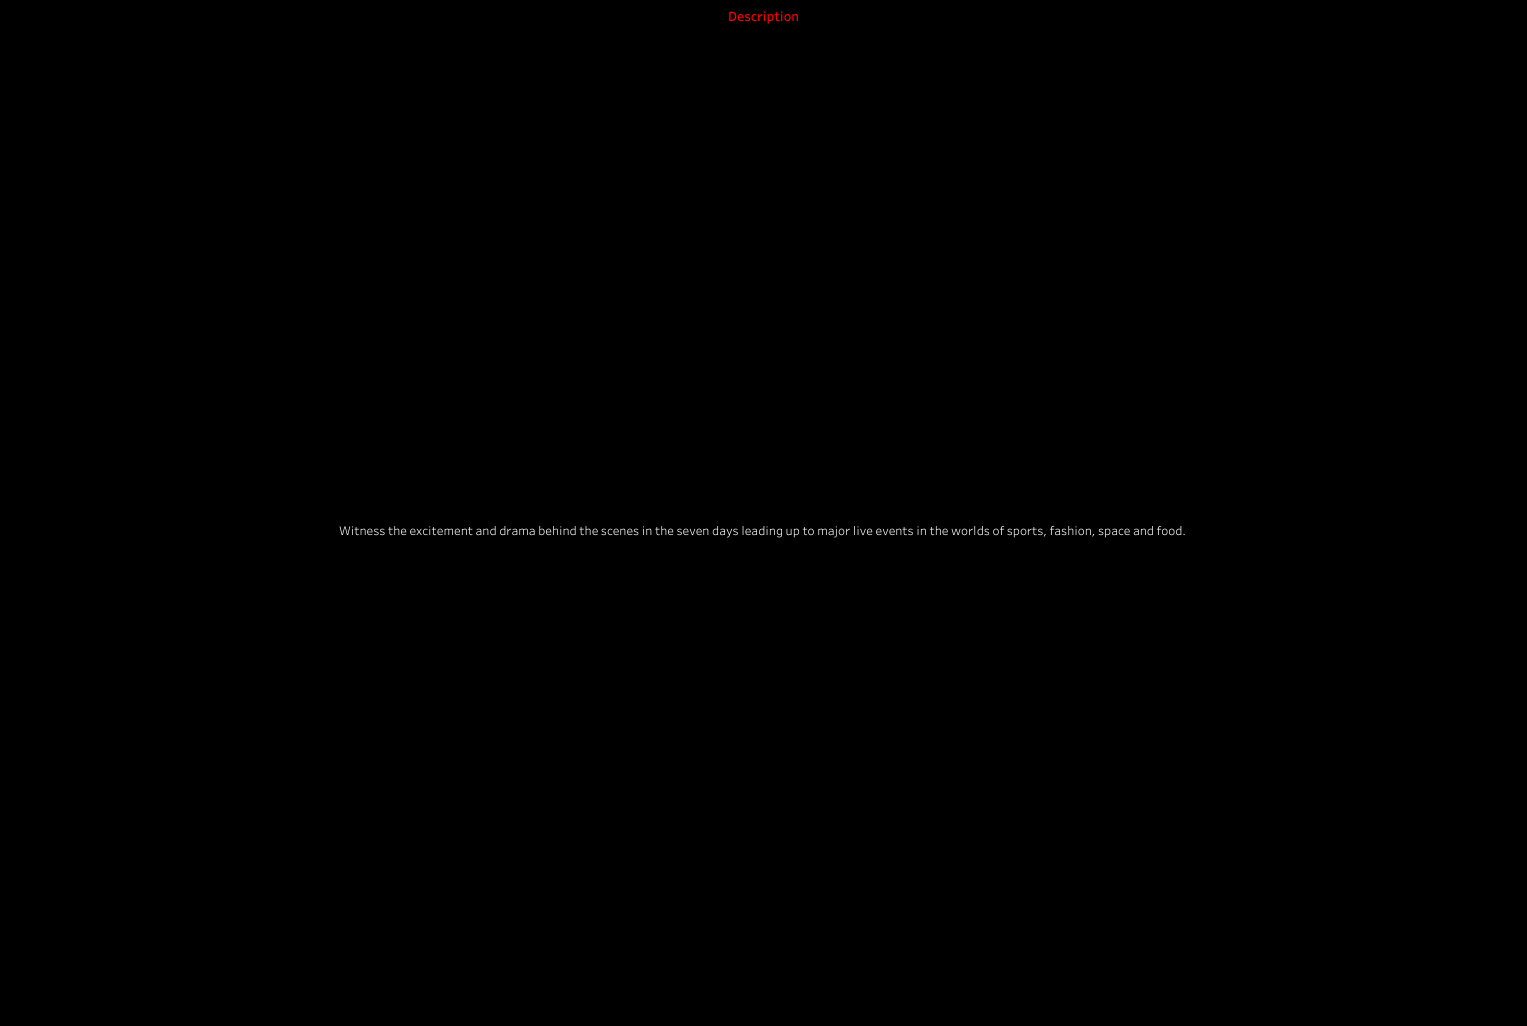 Description
Witness the excitement and drama behind the scenes in the seven days leading up to major live events in the worlds of sports, fashion, space and food.